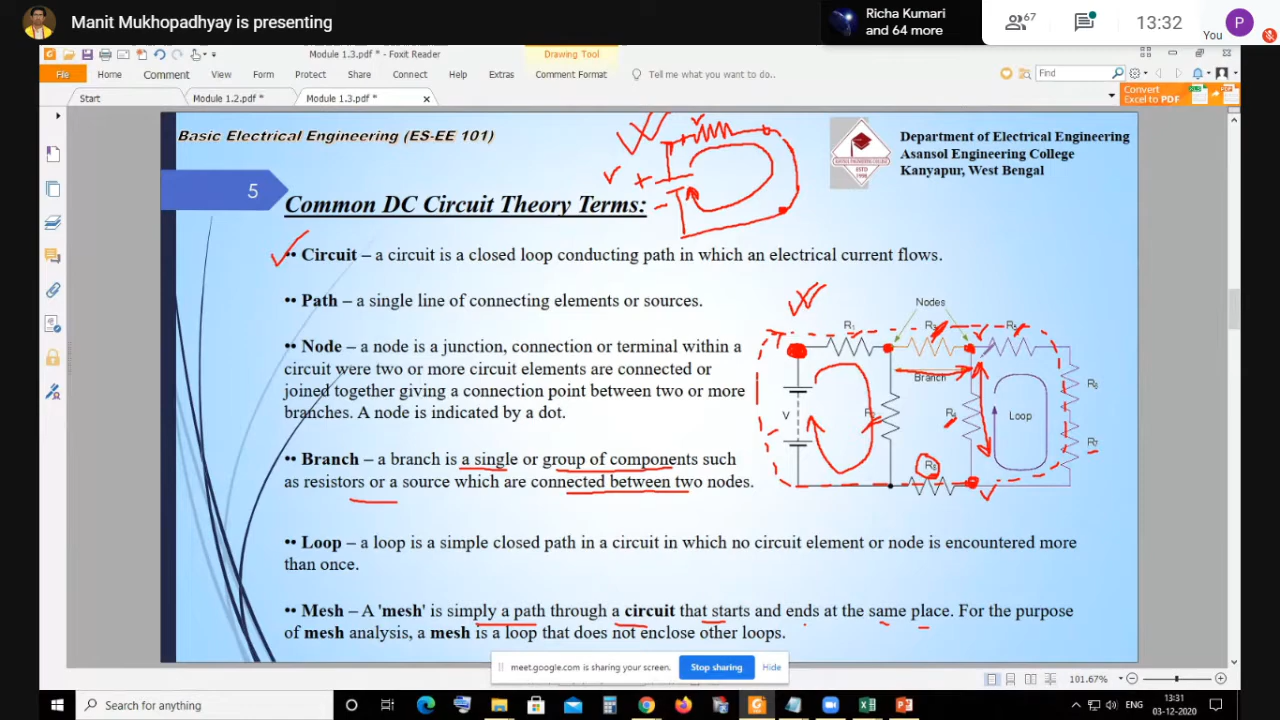 Manit Mukhopadhyay is presenting
Richa Kumari
and 64 more
67
13:32
You
P
Module 1.3.pdf * - Foxit Reader
Drawing Tool
File Home Comment View Form Protect Share Connect Help Extras Comment Format Tell me what you want to do..
Find
Start
Module 1.2.pdf *
Module 1.3.pdf *
Convert
Excel to PDF
Basic Electrical Engineering (ES-EE 101)
Department of Electrical Engineering
Asansol Engineering College
Kanyapur, West Bengal
5
Common DC Circuit Theory Terms:
•• Circuit – a circuit is a closed loop conducting path in which an electrical current flows.
•• Path – a single line of connecting elements or sources.
•• Node – a node is a junction, connection or terminal within a
circuit were two or more circuit elements are connected or
joined together giving a connection point between two or more
branches. A node is indicated by a dot.
•• Branch – a branch is a single or group of components such
as resistors or a source which are connected between two nodes.
•• Loop – a loop is a simple closed path in a circuit in which no circuit element or node is encountered more
than once.
•• Mesh – A 'mesh' is simply a path through a circuit that starts and ends at the same place. For the purpose
of mesh analysis, a mesh is a loop that does not enclose other loops.
Nodes
R1
R3
R5
Branch
V
R4
Loop
R6
R7
meet.google.com is sharing your screen.
Stop sharing
Hide
101.67%
Type here to search
ENG
13:31
03-12-2020